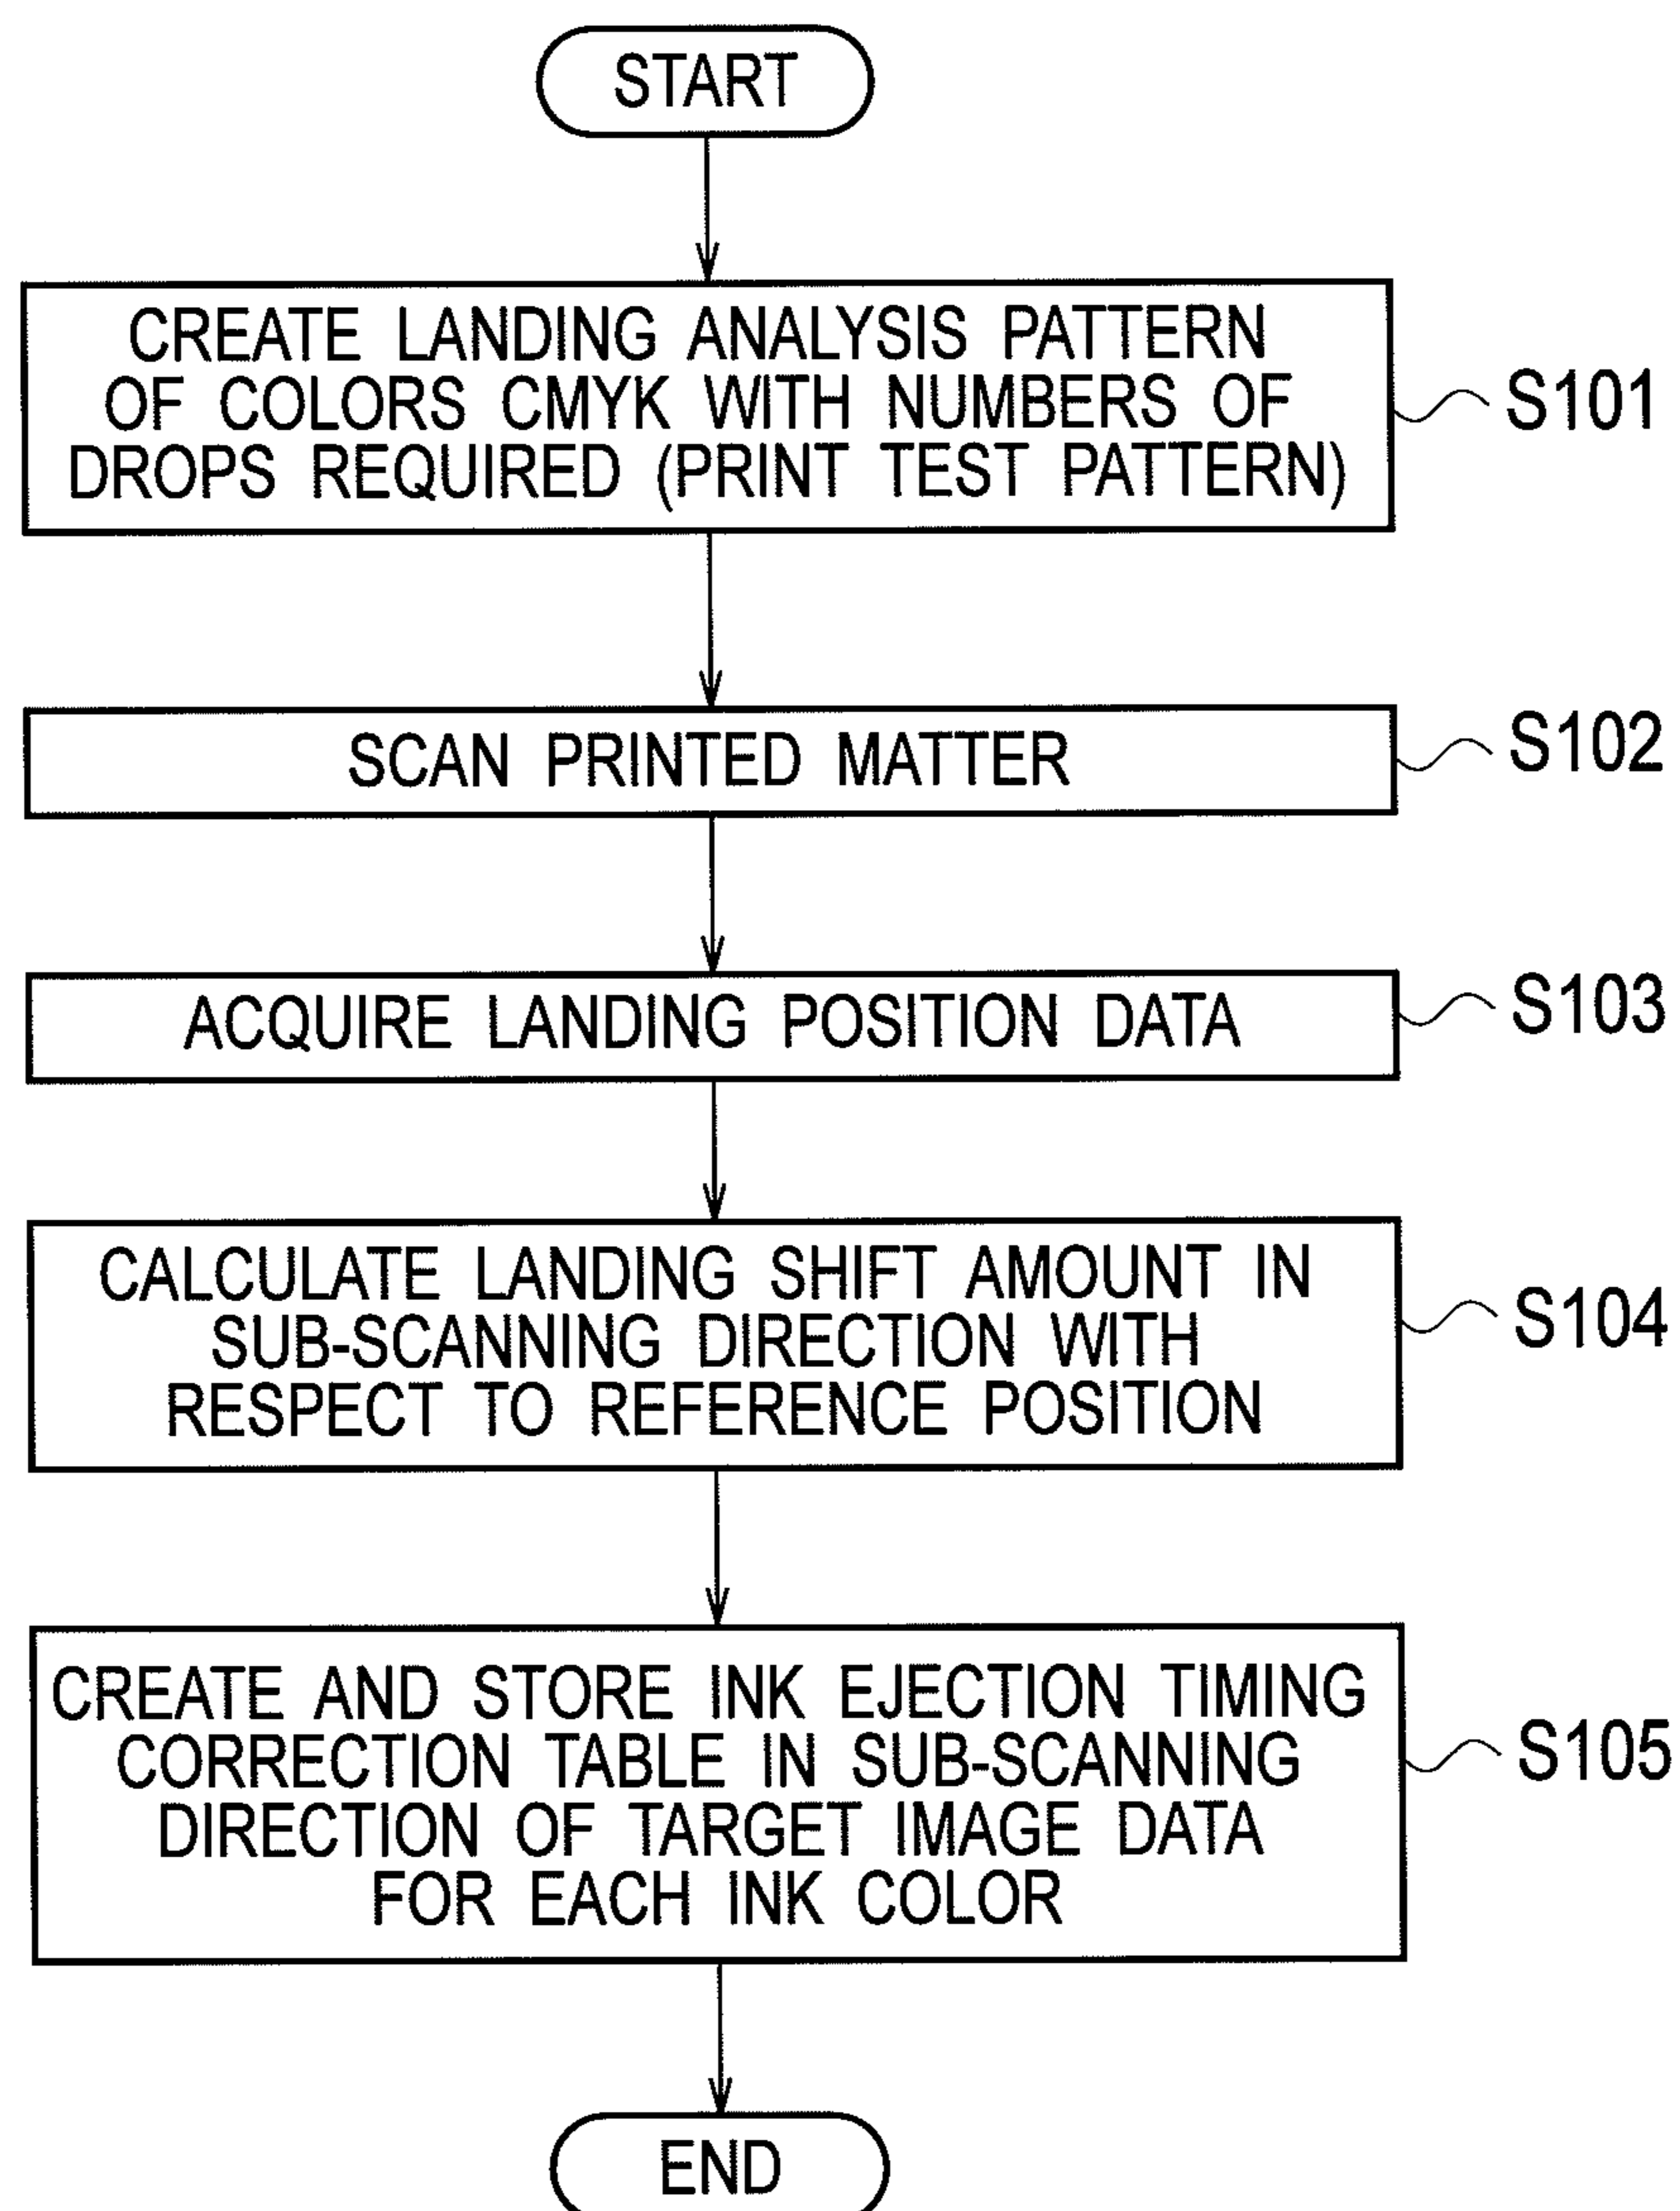 START
CREATE LANDING ANALYSIS PATTERN
OF COLORS CMYK WITH NUMBERS OF
DROPS REQUIRED (PRINT TEST PATTERN)
S101
SCAN PRINTED MATTER
S102
ACQUIRE LANDING POSITION DATA
S103
CALCULATE LANDING SHIFT AMOUNT IN
SUB-SCANNING DIRECTION WITH
RESPECT TO REFERENCE POSITION
S104
CREATE AND STORE INK EJECTION TIMING
CORRECTION TABLE IN SUB-SCANNING
DIRECTION OF TARGET IMAGE DATA
FOR EACH INK COLOR
S105
END